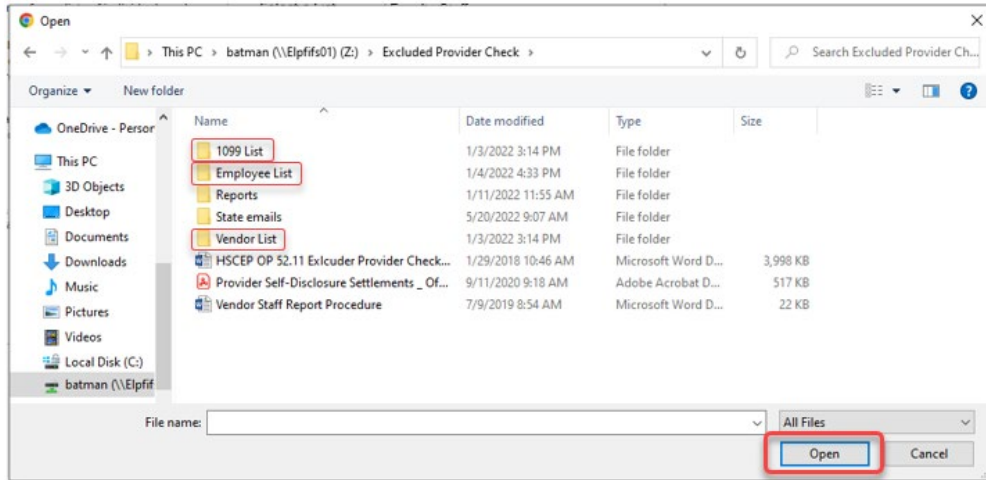 Open
This PC > batman (\\Elpfifs01) (Z:) > Excluded Provider Check >
Search Excluded Provider Ch...
Organize New folder
Name Date modified Type Size
OneDrive - Person
This PC
3D Objects
Desktop
Documents
Downloads
Music
Pictures
Videos
Local Disk (C:)
batman (\\Elpfif
1099 List 1/3/2022 3:14 PM File folder
Employee List 1/4/2022 4:33 PM File folder
Reports 1/11/2022 11:55 AM File folder
State emails 5/20/2022 9:07 AM File folder
Vendor List 1/3/2022 3:14 PM File folder
HSCEP OP 52.11 Exlcuder Provider Check... 1/29/2018 10:46 AM Microsoft Word D... 3,998 KB
Provider Self-Disclosure Settlements _ Of... 9/11/2020 9:18 AM Adobe Acrobat D... 517 KB
Vendor Staff Report Procedure 7/9/2019 8:54 AM Microsoft Word D... 22 KB
File name: All Files
Open Cancel